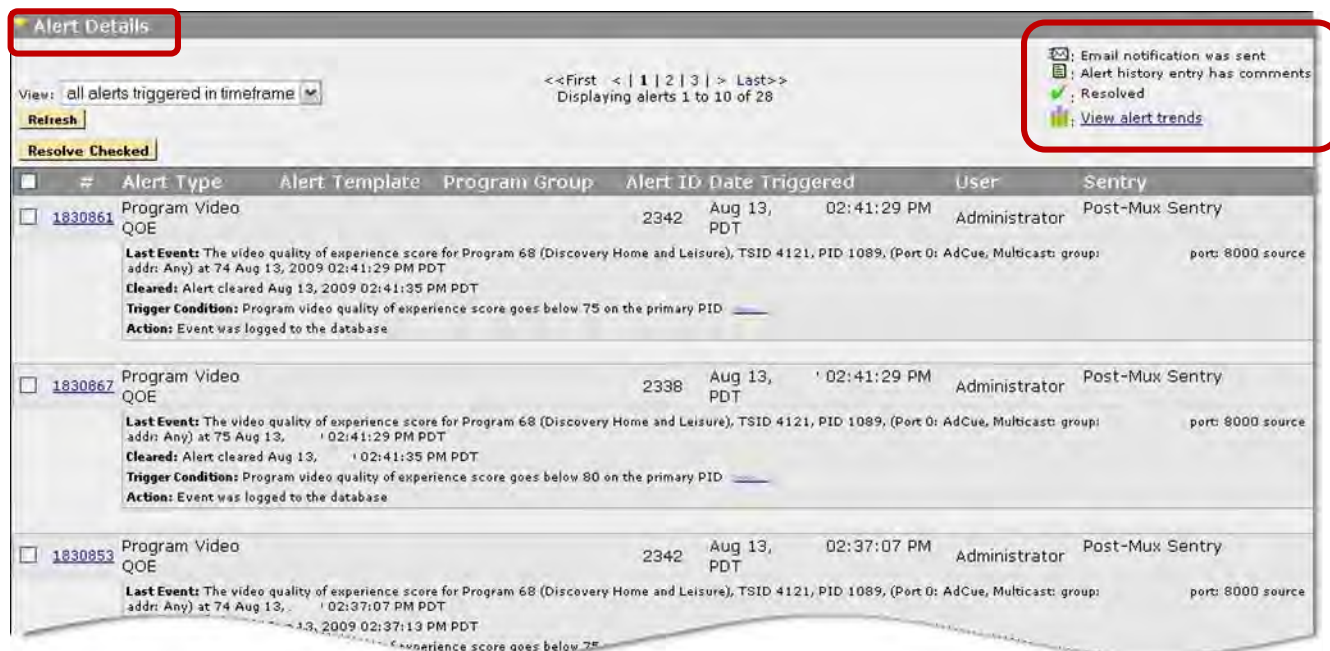 Alert Details
: Email notification was sent
: Alert history entry has comments
: Resolved
: View alert trends
<<First < | 1 | 2 | 3 | > Last>>
Displaying alerts 1 to 10 of 28
View: all alerts triggered in timeframe
Refresh
Resolve Checked
# Alert Type Alert Template Program Group Alert ID Date Triggered User Sentry
1830861 Program Video QOE 2342 Aug 13, 02:41:29 PM PDT Administrator Post-Mux Sentry
Last Event: The video quality of experience score for Program 68 (Discovery Home and Leisure), TSID 4121, PID 1089, (Port 0: AdCue, Multicast: group: port: 8000 source
addr: Any) at 74 Aug 13, 2009 02:41:29 PM PDT
Cleared: Alert cleared Aug 13, 2009 02:41:35 PM PDT
Trigger Condition: Program video quality of experience score goes below 75 on the primary PID
Action: Event was logged to the database
1830867 Program Video QOE 2338 Aug 13, 02:41:29 PM PDT Administrator Post-Mux Sentry
Last Event: The video quality of experience score for Program 68 (Discovery Home and Leisure), TSID 4121, PID 1089, (Port 0: AdCue, Multicast: group: port: 8000 source
addr: Any) at 75 Aug 13, 02:41:29 PM PDT
Cleared: Alert cleared Aug 13, 02:41:35 PM PDT
Trigger Condition: Program video quality of experience score goes below 80 on the primary PID
Action: Event was logged to the database
1830853 Program Video QOE 2342 Aug 13, 02:37:07 PM PDT Administrator Post-Mux Sentry
Last Event: The video quality of experience score for Program 68 (Discovery Home and Leisure), TSID 4121, PID 1089, (Port 0: AdCue, Multicast: group: port: 8000 source
addr: Any) at 74 Aug 13, 02:37:07 PM PDT
13, 2009 02:37:13 PM PDT
experience score goes below 75